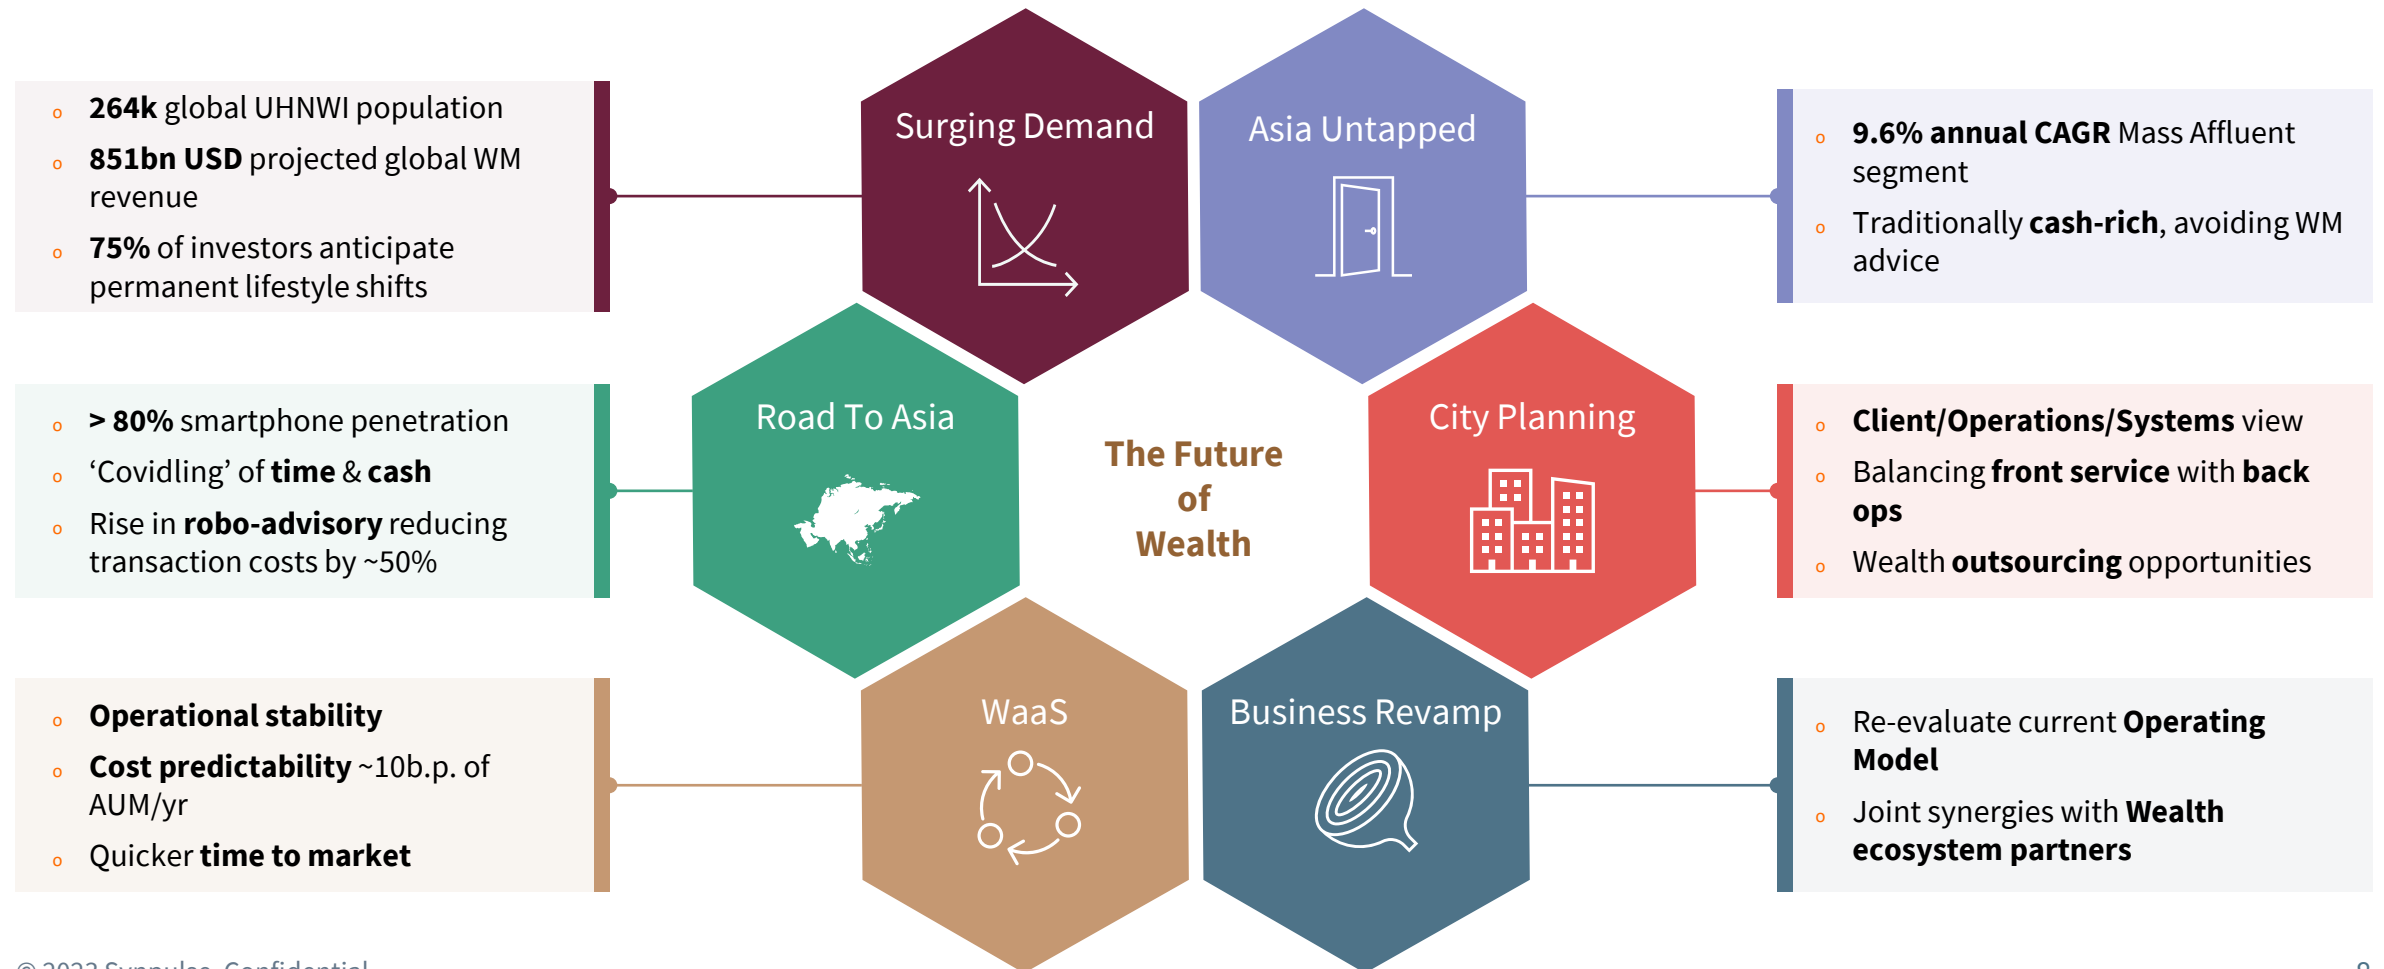 Surging Demand
264k global UHNWI population
851bn USD projected global WM
revenue
75% of investors anticipate
permanent lifestyle shifts
Asia Untapped
9.6% annual CAGR Mass Affluent
segment
Traditionally cash-rich, avoiding WM
advice
Road To Asia
> 80% smartphone penetration
‘Covidling’ of time & cash
Rise in robo-advisory reducing
transaction costs by ~50%
The Future
of
Wealth
City Planning
Client/Operations/Systems view
Balancing front service with back
ops
Wealth outsourcing opportunities
WaaS
Operational stability
Cost predictability ~10b.p. of
AUM/yr
Quicker time to market
Business Revamp
Re-evaluate current Operating
Model
Joint synergies with Wealth
ecosystem partners
Synpulse. Confidential